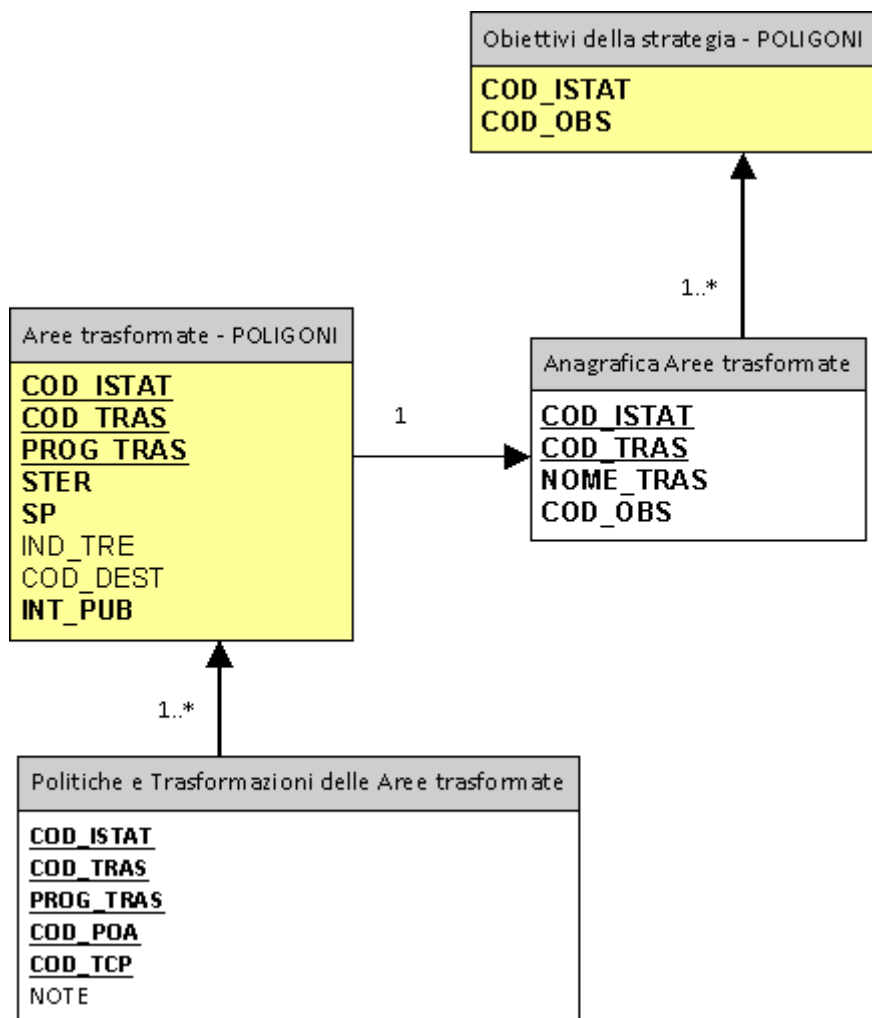 Obiettivi della strategia - POLIGONI
COD_ISTAT
COD_OBS
1..*
Aree trasformate - POLIGONI
COD_ISTAT
COD_TRAS
PROG_TRAS
STER
SP
IND_TRE
COD_DEST
INT_PUB
1
Anagrafica Aree trasformate
COD_ISTAT
COD_TRAS
NOME_TRAS
COD_OBS
1..*
Politiche e Trasformazioni delle Aree trasformate
COD_ISTAT
COD_TRAS
PROG_TRAS
COD_POA
COD_TCP
NOTE